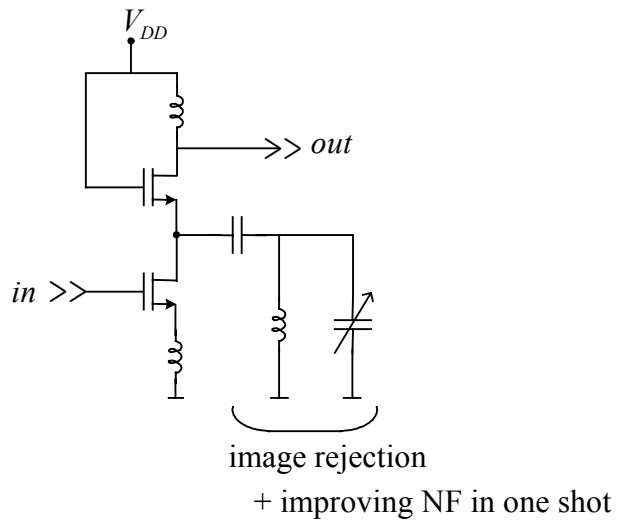 V_DD
out
in
image rejection
+ improving NF in one shot